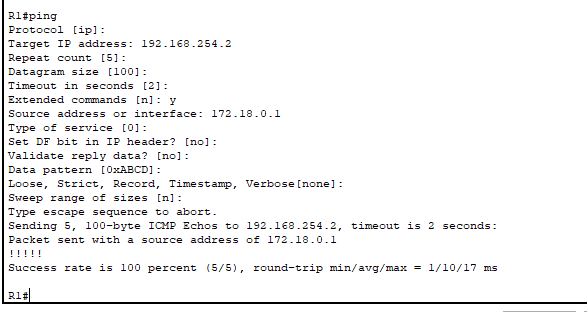 R1#ping
Protocol [ip]:
Target IP address: 192.168.254.2
Repeat count [5]:
Datagram size [100]:
Timeout in seconds [2]:
Extended commands [n]: y
Source address or interface: 172.18.0.1
Type of service [0]:
Set DF bit in IP header? [no]:
Validate reply data? [no]:
Data pattern [0xABCD]:
Loose, Strict, Record, Timestamp, Verbose[none]:
Sweep range of sizes [n]:
Type escape sequence to abort.
Sending 5, 100-byte ICMP Echos to 192.168.254.2, timeout is 2 seconds:
Packet sent with a source address of 172.18.0.1
!!!!!
Success rate is 100 percent (5/5), round-trip min/avg/max = 1/10/17 ms
R1#